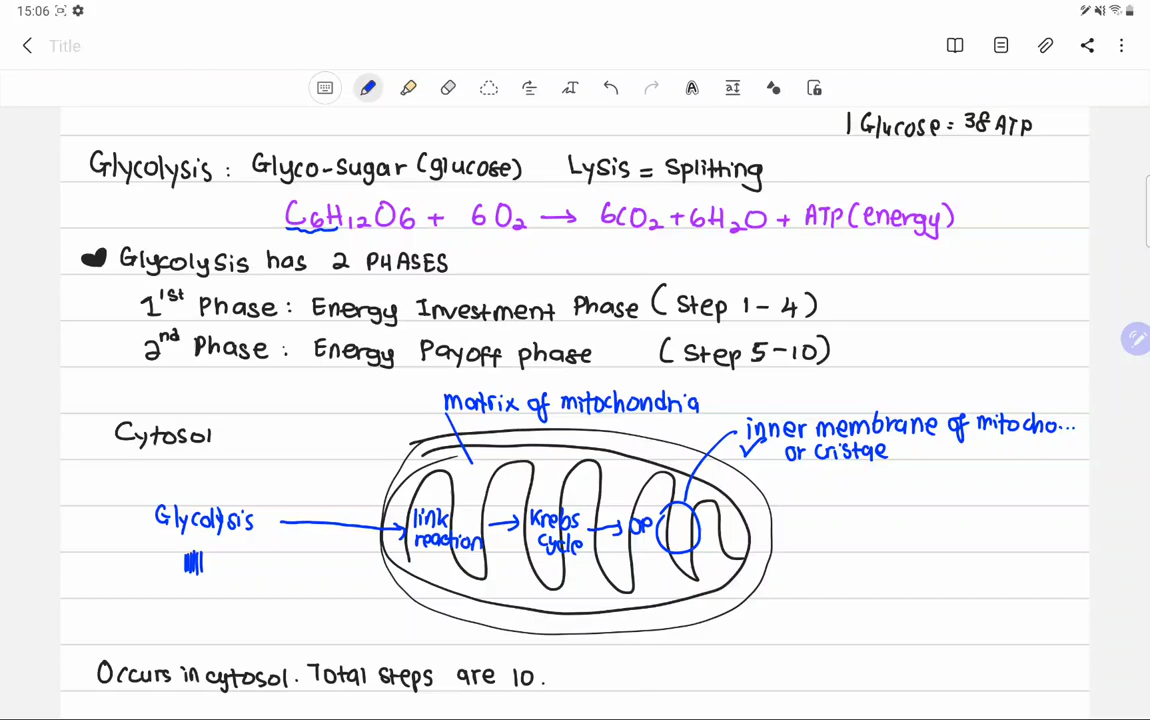 15:06
Title
1 Glucose = 38 ATP
Glycolysis : Glyco-sugar (glucose) Lysis = Splitting
C6H12O6 + 6O2 → 6CO2 + 6H2O + ATP (energy)
Glycolysis has 2 PHASES
1'st Phase : Energy Investment Phase ( Step 1 - 4 )
2nd Phase : Energy Payoff phase ( Step 5 - 10 )
matrix of mitochondria
Cytosol
inner membrane of mitocho...
or cristae
Glycolysis → link reaction → Krebs cycle → OP
Occurs in cytosol. Total steps are 10.